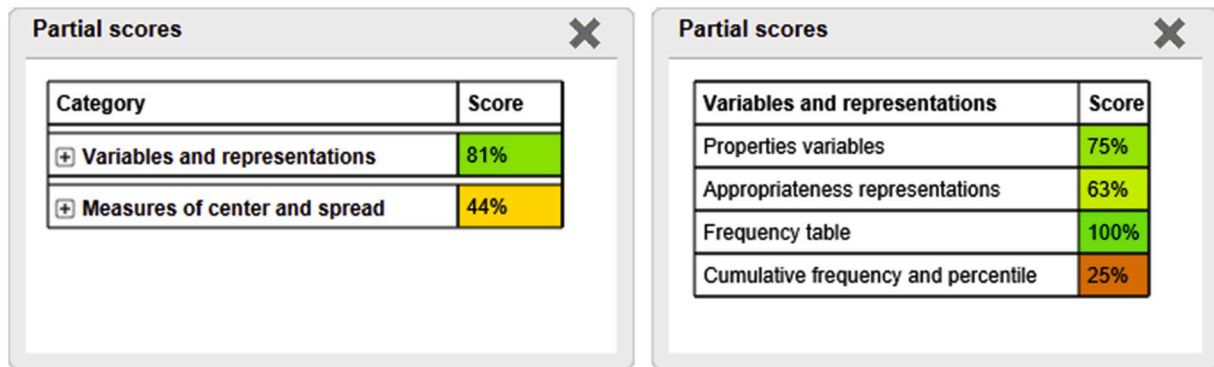 Partial scores
Category Score
Variables and representations 81%
Measures of center and spread 44%
Partial scores
Variables and representations Score
Properties variables 75%
Appropriateness representations 63%
Frequency table 100%
Cumulative frequency and percentile 25%